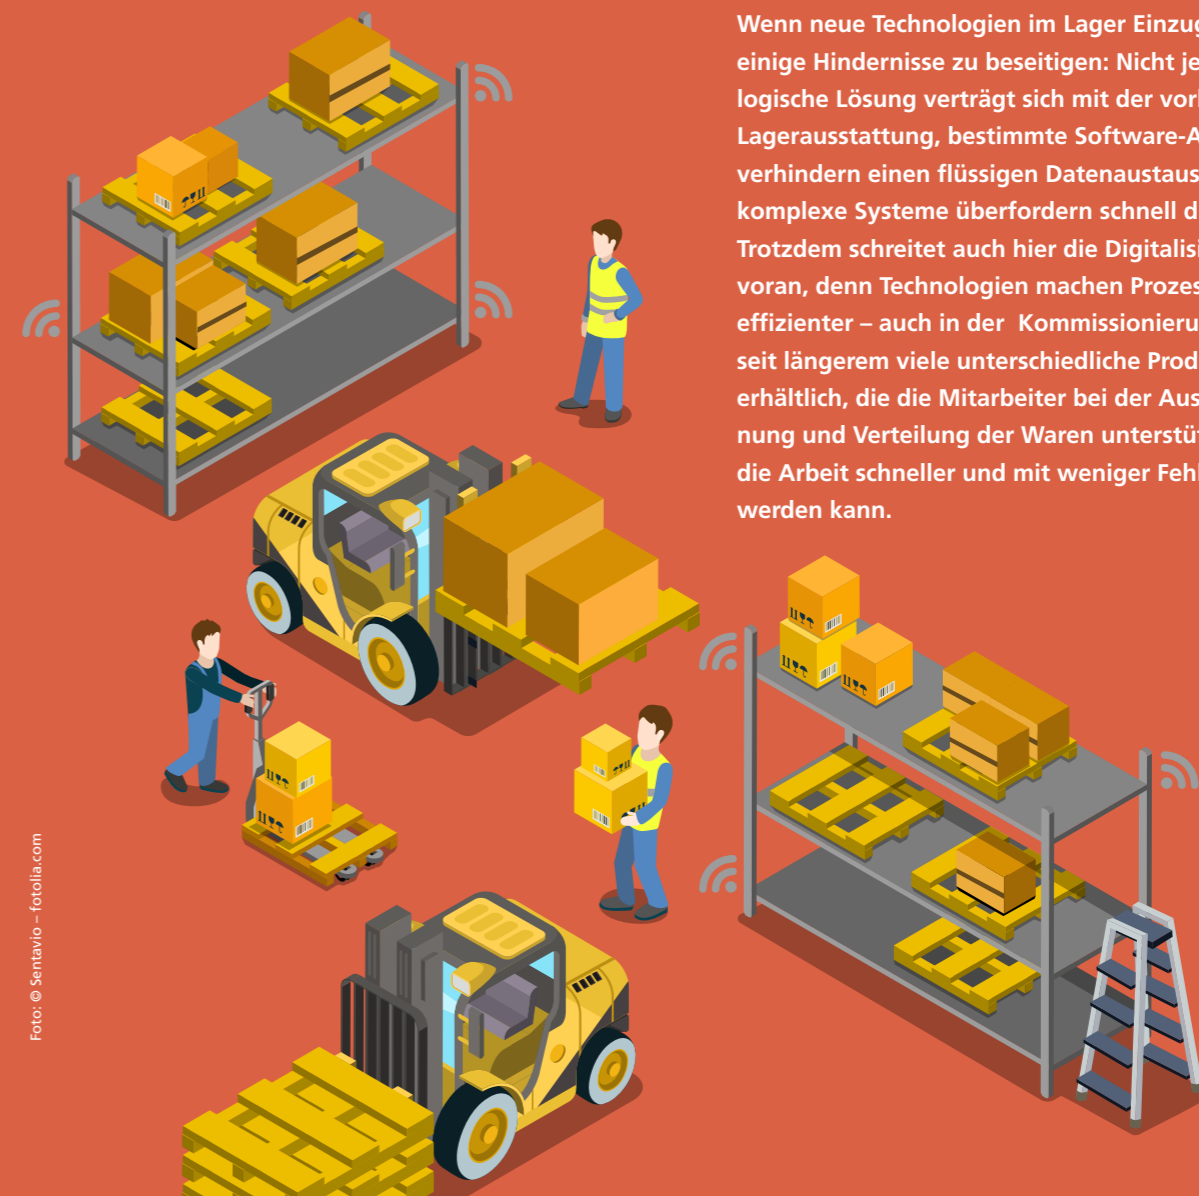 Wenn neue Technologien im Lager Einzug
einige Hindernisse zu beseitigen: Nicht je
logische Lösung verträgt sich mit der vor
Lagerausstattung, bestimmte Software-A
verhindern einen flüssigen Datenaustaus
komplexe Systeme überfordern schnell d
Trotzdem schreitet auch hier die Digitalisi
voran, denn Technologien machen Prozes
effizienter – auch in der Kommissionieru
seit längerem viele unterschiedliche Prod
erhältlich, die die Mitarbeiter bei der Aus
nung und Verteilung der Waren unterstü
die Arbeit schneller und mit weniger Feh
werden kann.
Foto: © Sentavio – fotolia.com